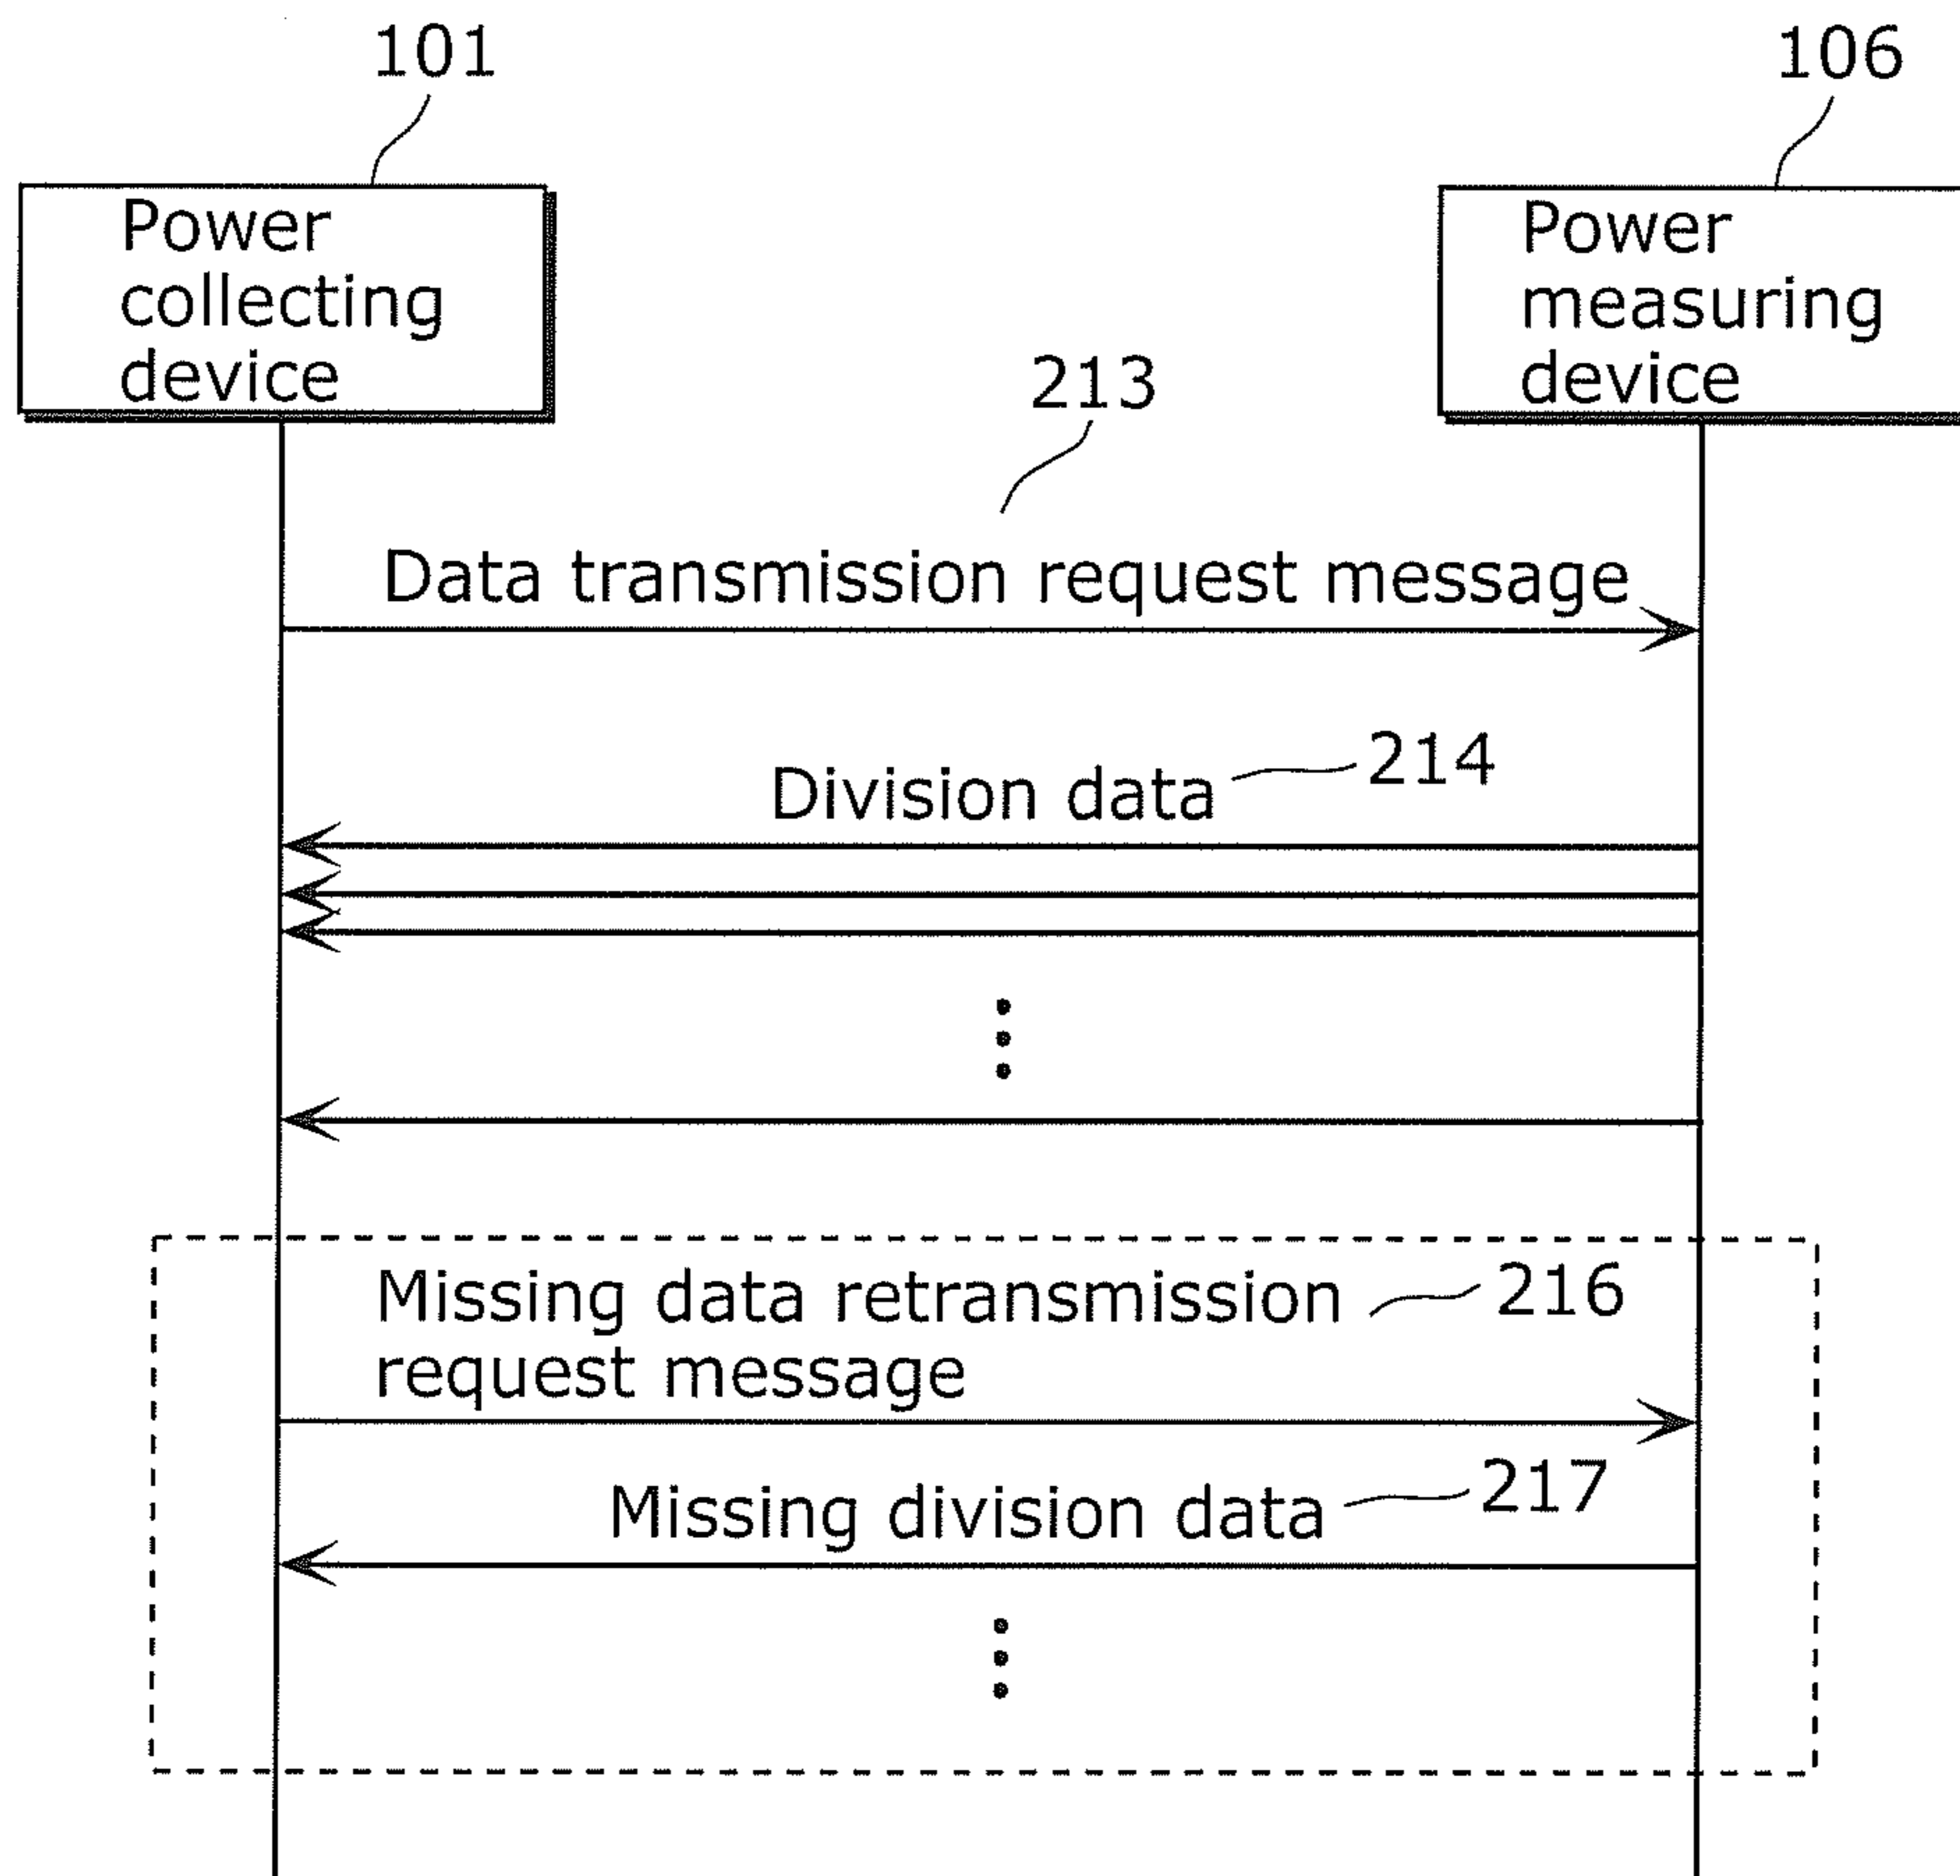 101
106
Power
collecting
device
Power
measuring
device
213
Data transmission request message
Division data
214
Missing data retransmission
216
request message
Missing division data
217